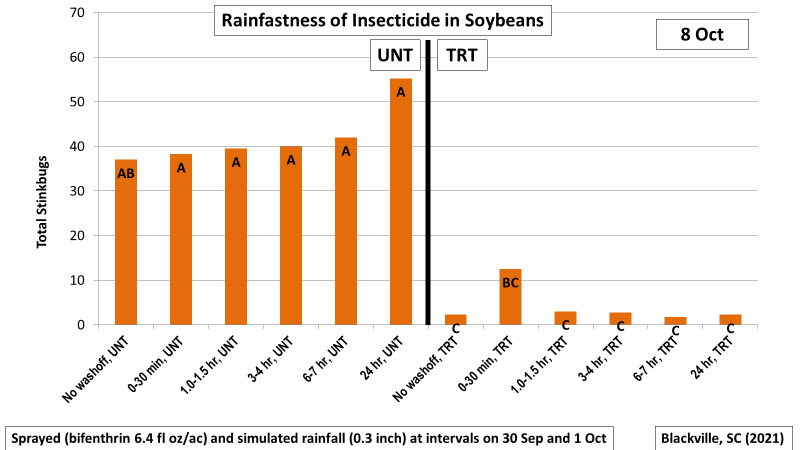 Rainfastness of Insecticide in Soybeans
8 Oct
UNT
TRT
Total Stinkbugs
70
60
50
40
30
20
10
0
AB
A
A
A
A
A
C
BC
C
C
C
C
No washoff, UNT
0-30 min, UNT
1.0-1.5 hr, UNT
3-4 hr, UNT
6-7 hr, UNT
24 hr, UNT
No washoff, TRT
0-30 min, TRT
1.0-1.5 hr, TRT
3-4 hr, TRT
6-7 hr, TRT
24 hr, TRT
Sprayed (bifenthrin 6.4 fl oz/ac) and simulated rainfall (0.3 inch) at intervals on 30 Sep and 1 Oct
Blackville, SC (2021)